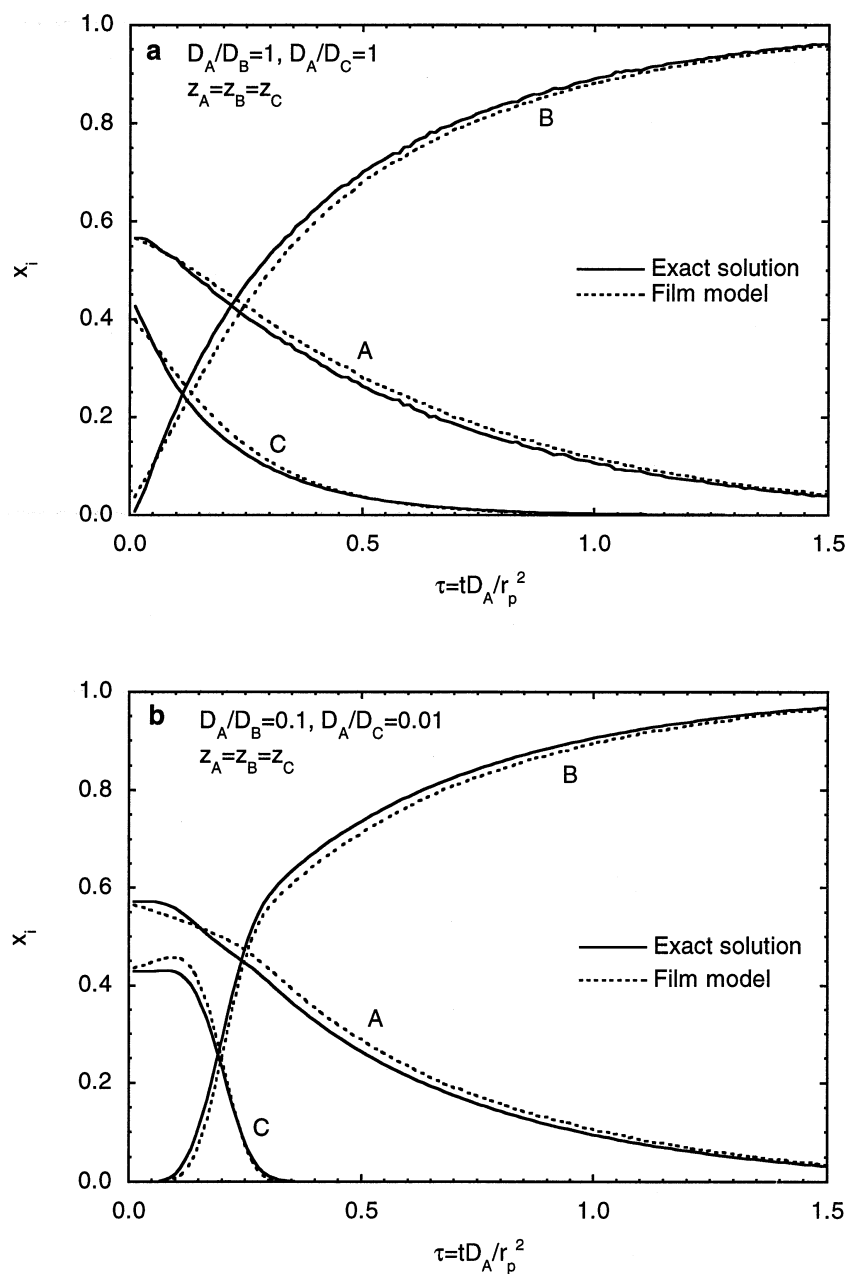 1.0
a D_A/D_B=1, D_A/D_C=1
z_A=z_B=z_C
0.8
B
0.6
x_i
Exact solution
Film model
0.4
A
0.2
C
0.0
0.0 0.5 1.0 1.5
τ=tD_A/r_p^2
1.0
b D_A/D_B=0.1, D_A/D_C=0.01
z_A=z_B=z_C
0.8
B
0.6
x_i
Exact solution
Film model
0.4
A
0.2
C
0.0
0.0 0.5 1.0 1.5
τ=tD_A/r_p^2